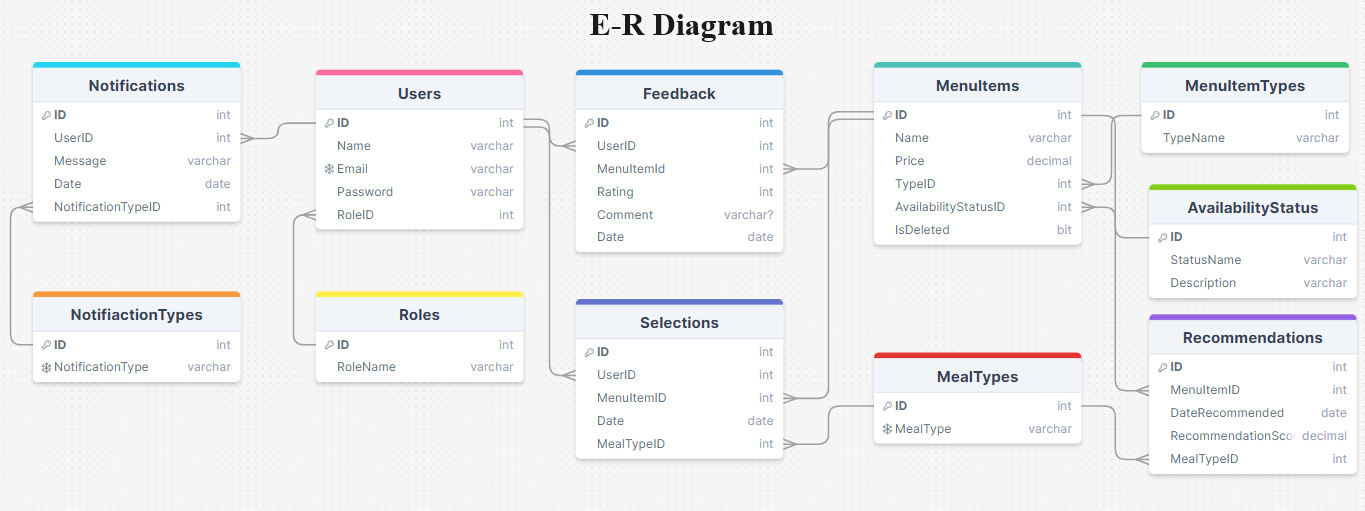 E-R Diagram
Notifications
ID int
UserID int
Message varchar
Date date
NotificationTypeID int
Users
ID int
Name varchar
Email varchar
Password varchar
RoleID int
Feedback
ID int
UserID int
MenuItemId int
Rating int
Comment varchar?
Date date
MenuItems
ID int
Name varchar
Price decimal
TypeID int
AvailabilityStatusID int
IsDeleted bit
MenuItemTypes
ID int
TypeName varchar
AvailabilityStatus
ID int
StatusName varchar
Description varchar
NotifiactionTypes
ID int
NotificationType varchar
Roles
ID int
RoleName varchar
Selections
ID int
UserID int
MenuItemID int
Date date
MealTypeID int
MealTypes
ID int
MealType varchar
Recommendations
ID int
MenuItemID int
DateRecommended date
RecommendationSco decimal
MealTypeID int